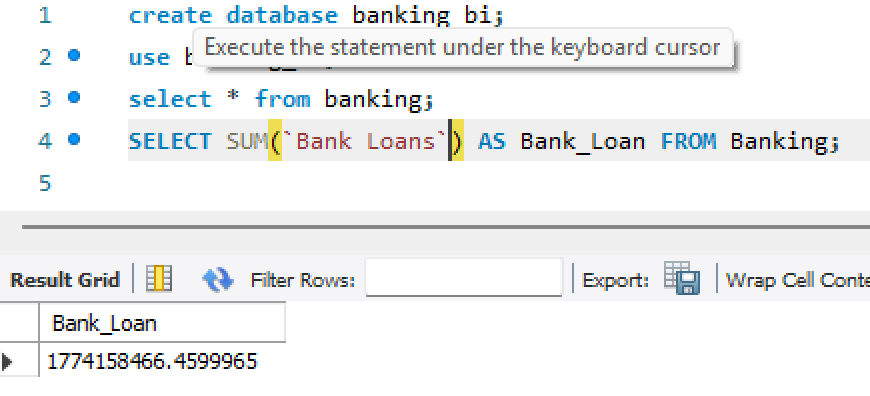 1 create database banking bi;
Execute the statement under the keyboard cursor
2 use
3 select * from banking;
4 SELECT SUM(`Bank Loans`) AS Bank_Loan FROM Banking;
5
Result Grid Filter Rows: Export: Wrap Cell Conte
Bank_Loan
1774158466.4599965